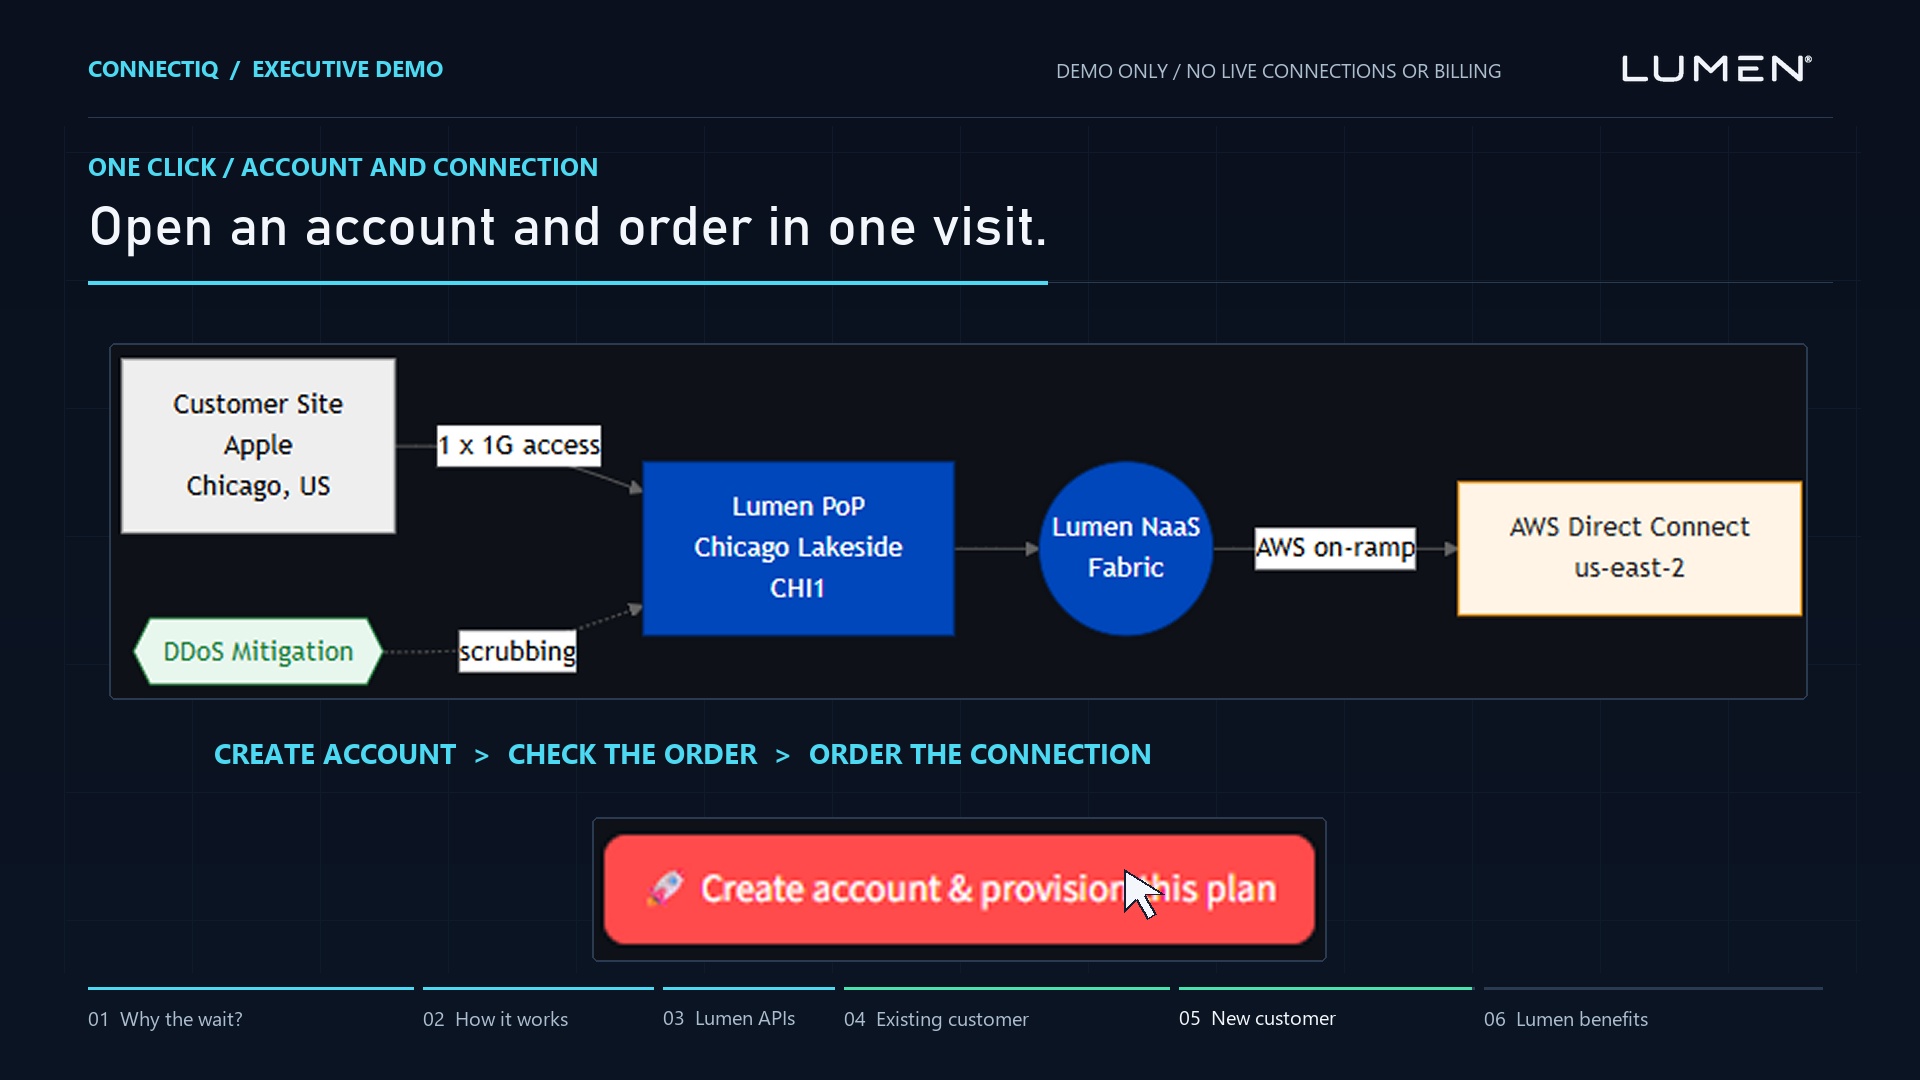 CONNECTIQ / EXECUTIVE DEMO
DEMO ONLY / NO LIVE CONNECTIONS OR BILLING
LUMEN®
ONE CLICK / ACCOUNT AND CONNECTION
Open an account and order in one visit.
Customer Site
Apple
Chicago, US
1 x 1G access
Lumen PoP
Chicago Lakeside
CHI1
Lumen NaaS
Fabric
AWS on-ramp
AWS Direct Connect
us-east-2
DDoS Mitigation
scrubbing
CREATE ACCOUNT > CHECK THE ORDER > ORDER THE CONNECTION
🚀 Create account & provision this plan
01 Why the wait?
02 How it works
03 Lumen APIs
04 Existing customer
05 New customer
06 Lumen benefits